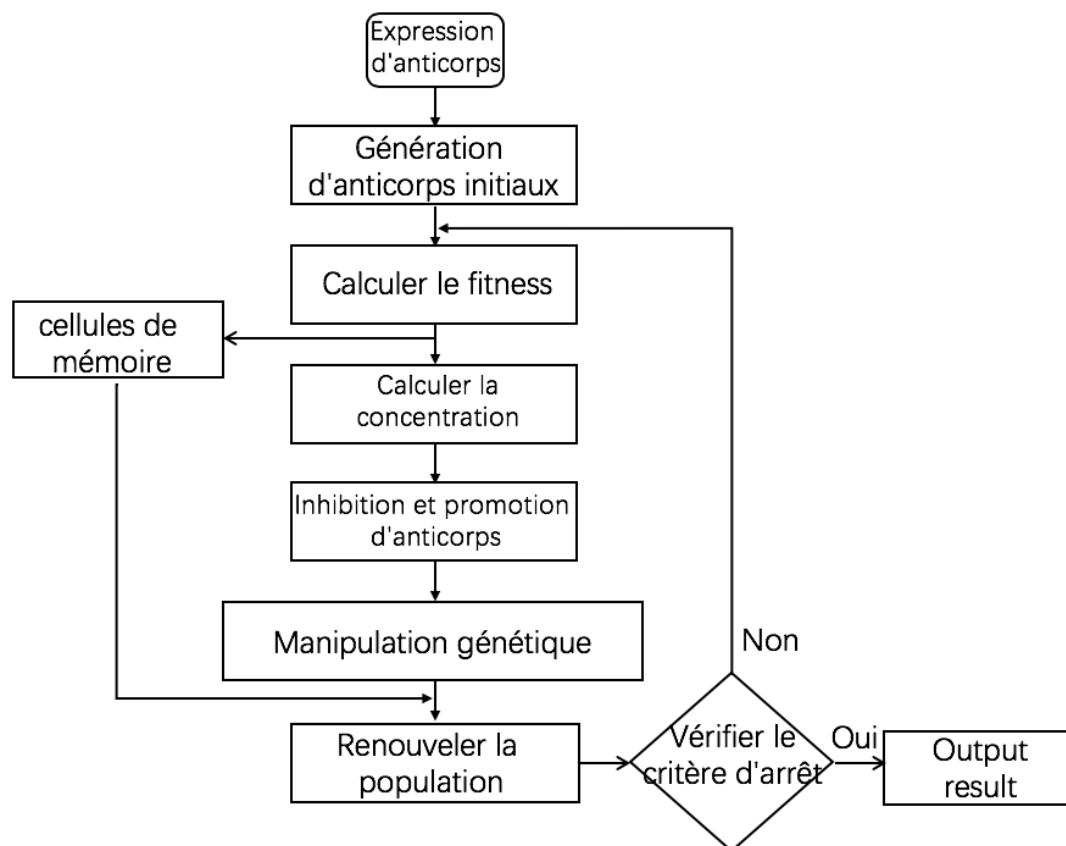 Expression
d'anticorps
Génération
d'anticorps initiaux
Calculer le fitness
cellules de
mémoire
Calculer la
concentration
Inhibition et promotion
d'anticorps
Manipulation génétique
Non
Renouveler la
population
Vérifier le
critère d'arrêt
Oui
Output
result